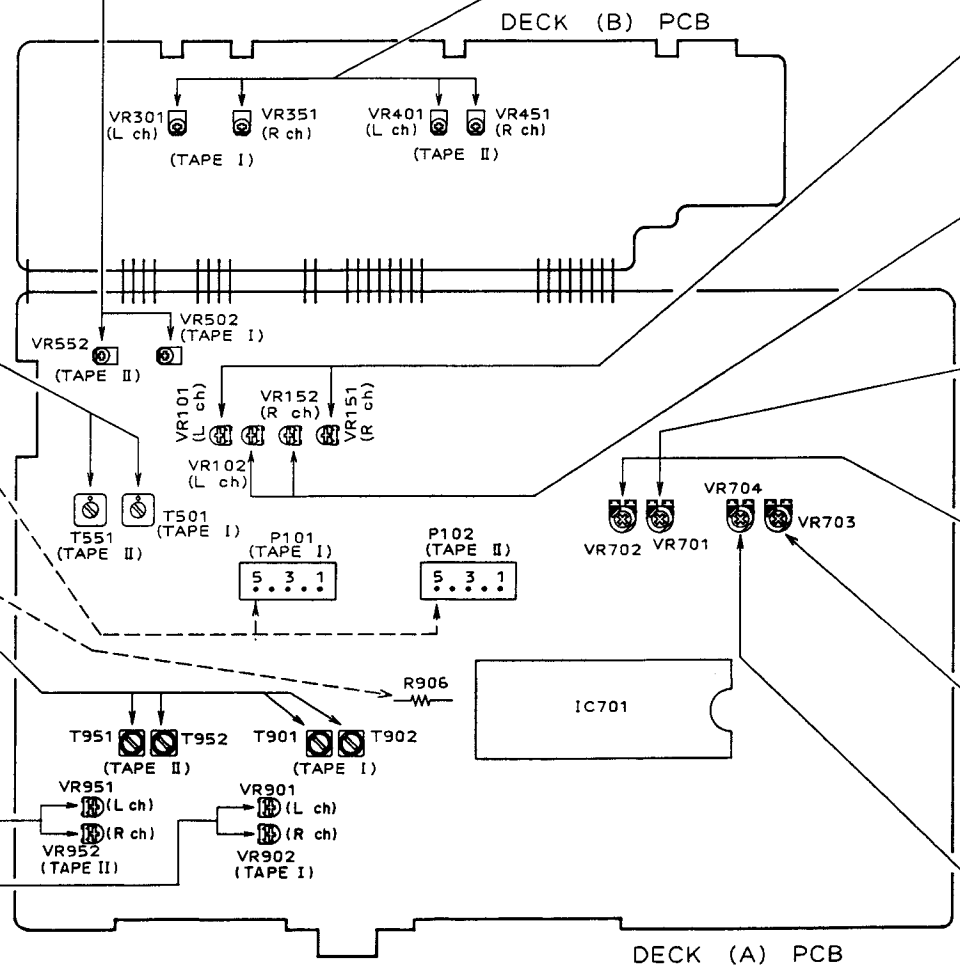 DECK (B) PCB
VR301
(L ch)
VR351
(R ch)
(TAPE I)
VR401
(L ch)
VR451
(R ch)
(TAPE II)
VR502
(TAPE I)
VR552
(TAPE II)
VR101
(L ch)
VR152
(R ch)
VR151
(R ch)
VR102
(L ch)
T551
(TAPE II)
T501
(TAPE I)
P101
(TAPE I)
5 3 1
P102
(TAPE II)
5 3 1
VR702
VR701
VR704
VR703
R906
IC701
T951
T952
(TAPE II)
T901
T902
(TAPE I)
VR951
(L ch)
(R ch)
VR952
(TAPE II)
VR901
(L ch)
(R ch)
VR902
(TAPE I)
DECK (A) PCB